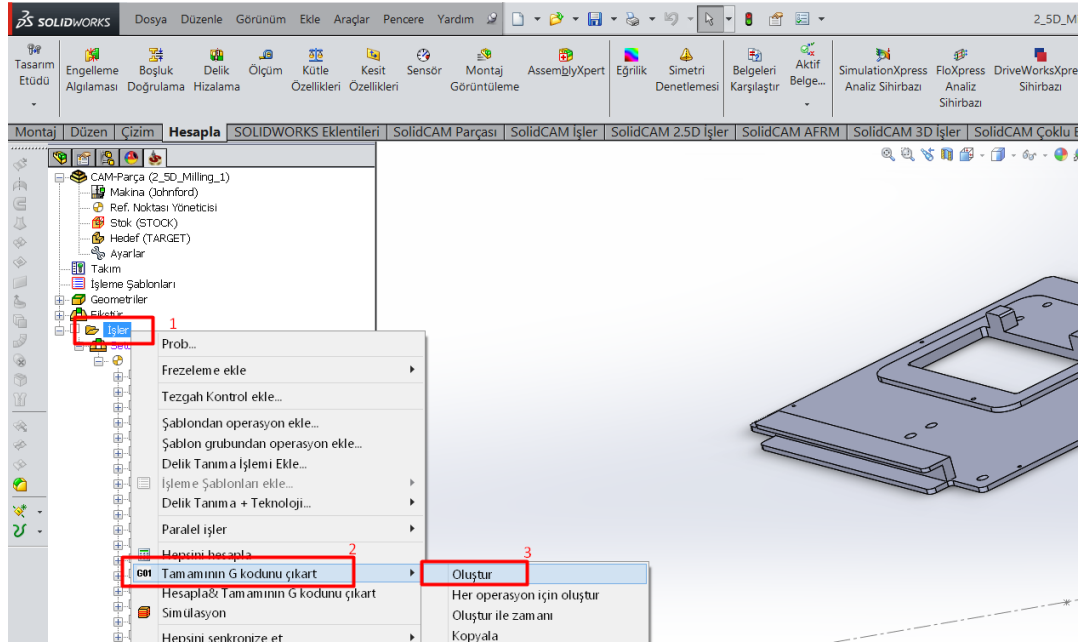 SOLIDWORKS Dosya Düzenle Görünüm Ekle Araçlar Pencere Yardım 2_5D_M
Tasarım Etüdü
Engelleme Algılaması
Boşluk Doğrulama
Delik Hizalama
Ölçüm
Kütle Özellikleri
Kesit Özellikleri
Sensör
Montaj Görüntüleme
AssemblyXpert
Eğrilik
Simetri Denetlemesi
Belgeleri Karşılaştır
Aktif Belge...
SimulationXpress Analiz Sihirbazı
FloXpress Analiz Sihirbazı
DriveWorksXpre Sihirbazı
Montaj Düzen Çizim Hesapla SOLIDWORKS Eklentileri SolidCAM Parçası SolidCAM İşler SolidCAM 2.5D İşler SolidCAM AFRM SolidCAM 3D İşler SolidCAM Çoklu E
CAM-Parça (2_5D_Milling_1)
Makina (Johnford)
Ref. Noktası Yöneticisi
Stok (STOCK)
Hedef (TARGET)
Ayarlar
Takım
İşleme Şablonları
Geometriler
Fikstür
İşler 1
Prob...
Frezeleme ekle
Tezgah Kontrol ekle...
Şablondan operasyon ekle...
Şablon grubundan operasyon ekle...
Delik Tanıma İşlemi Ekle...
İşleme Şablonları ekle...
Delik Tanıma + Teknoloji...
Paralel işler
Hepsini hesapla 2
G01 Tamamının G kodunu çıkart
3
Oluştur
Hesapla& Tamamının G kodunu çıkart
Her operasyon için oluştur
Simülasyon
Oluştur ile zamanı
Hepsini senkronize et
Kopyala